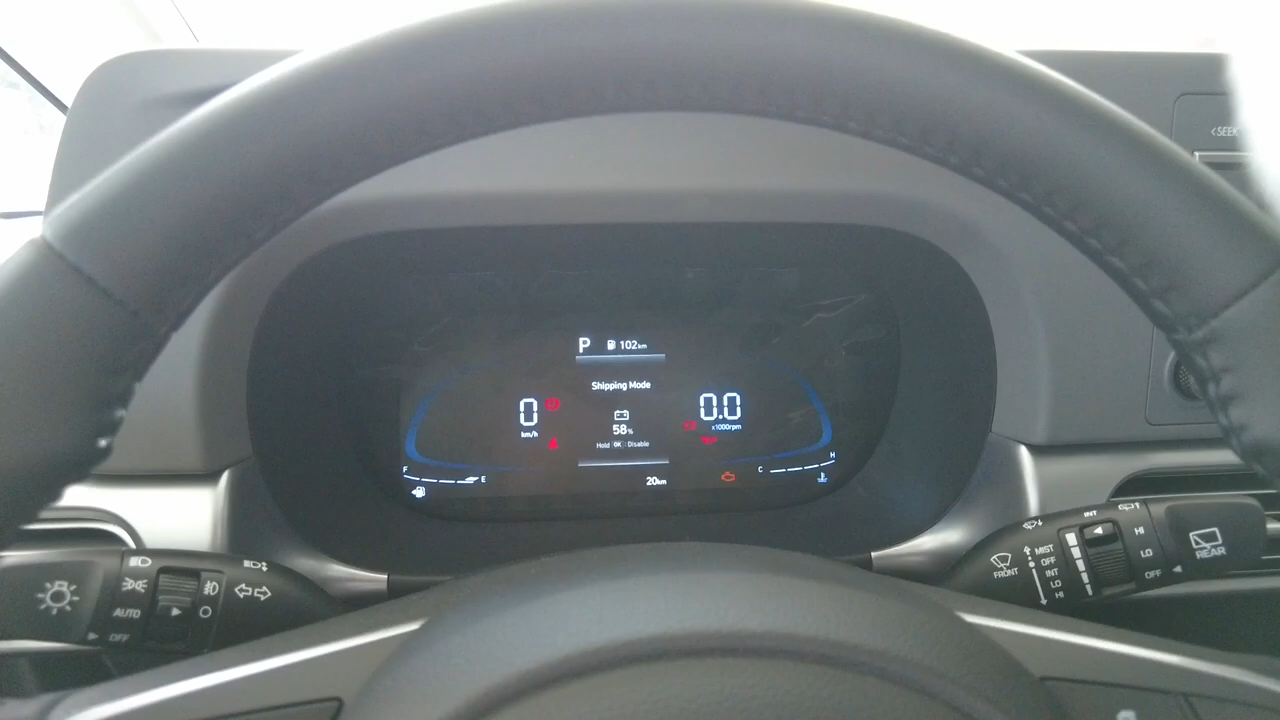 <SEEK
P 102km
Shipping Mode
0
km/h
58%
Hold OK : Disable
0.0
x1000rpm
F E
20km
C H
AUTO
OFF
FRONT
MIST
OFF
INT
LO
HI
INT
HI
LO
OFF
REAR